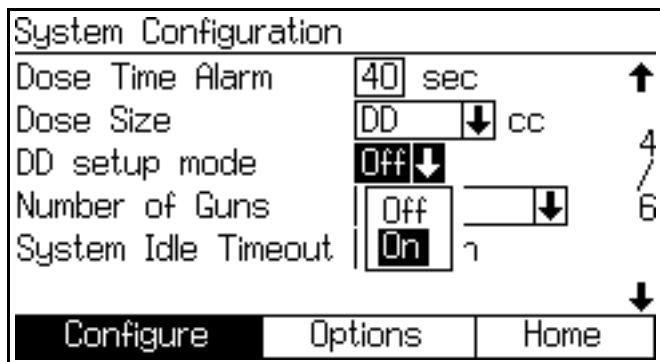 System Configuration
Dose Time Alarm 40 sec
Dose Size DD cc
DD setup mode Off
4/6
Number of Guns
Off
System Idle Timeout
On
Configure Options Home